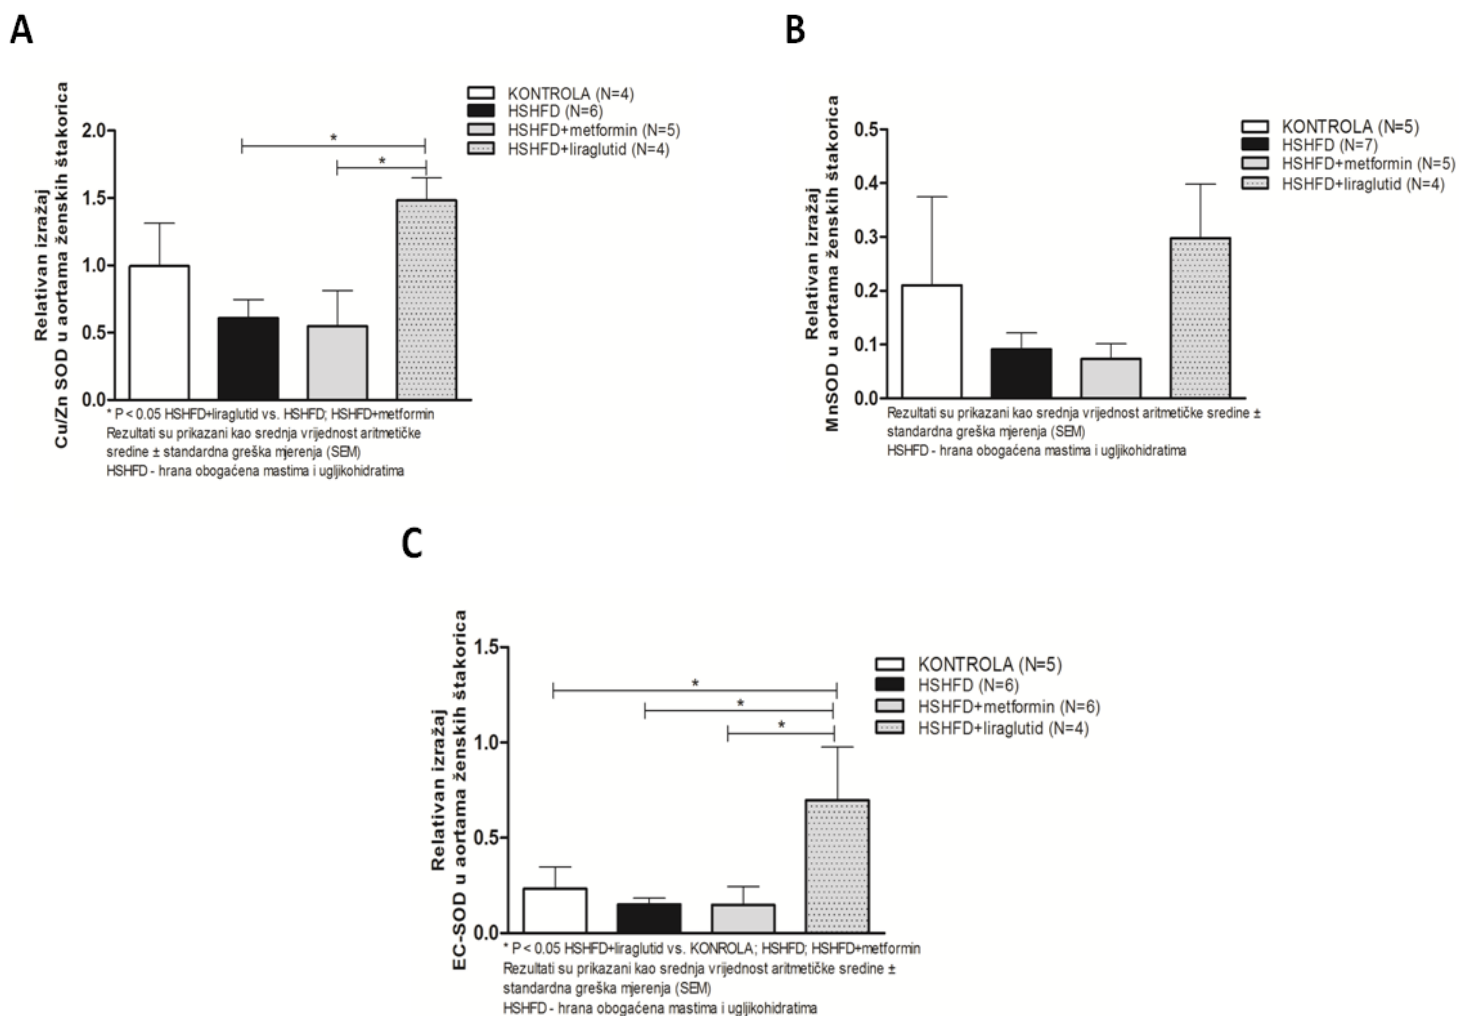 A
Relativan izražaj
Cu/Zn SOD u aortama ženskih štakorica
2.0
1.5
1.0
0.5
0.0
*
*
KONTROLA (N=4)
HSHFD (N=6)
HSHFD+metformin (N=5)
HSHFD+liraglutid (N=4)
* P < 0.05 HSHFD+liraglutid vs. HSHFD; HSHFD+metformin
Rezultati su prikazani kao srednja vrijednost aritmetičke
sredine ± standardna greška mjerenja (SEM)
HSHFD - hrana obogaćena mastima i ugljikohidratima
B
Relativan izražaj
MnSOD u aortama ženskih štakorica
0.5
0.4
0.3
0.2
0.1
0.0
KONTROLA (N=5)
HSHFD (N=7)
HSHFD+metformin (N=5)
HSHFD+liraglutid (N=4)
Rezultati su prikazani kao srednja vrijednost aritmetičke sredine ±
standardna greška mjerenja (SEM)
HSHFD - hrana obogaćena mastima i ugljikohidratima
C
Relativan izražaj
EC-SOD u aortama ženskih štakorica
1.5
1.0
0.5
0.0
*
*
*
KONTROLA (N=5)
HSHFD (N=6)
HSHFD+metformin (N=6)
HSHFD+liraglutid (N=4)
* P < 0.05 HSHFD+liraglutid vs. KONROLA; HSHFD; HSHFD+metformin
Rezultati su prikazani kao srednja vrijednost aritmetičke sredine ±
standardna greška mjerenja (SEM)
HSHFD - hrana obogaćena mastima i ugljikohidratima